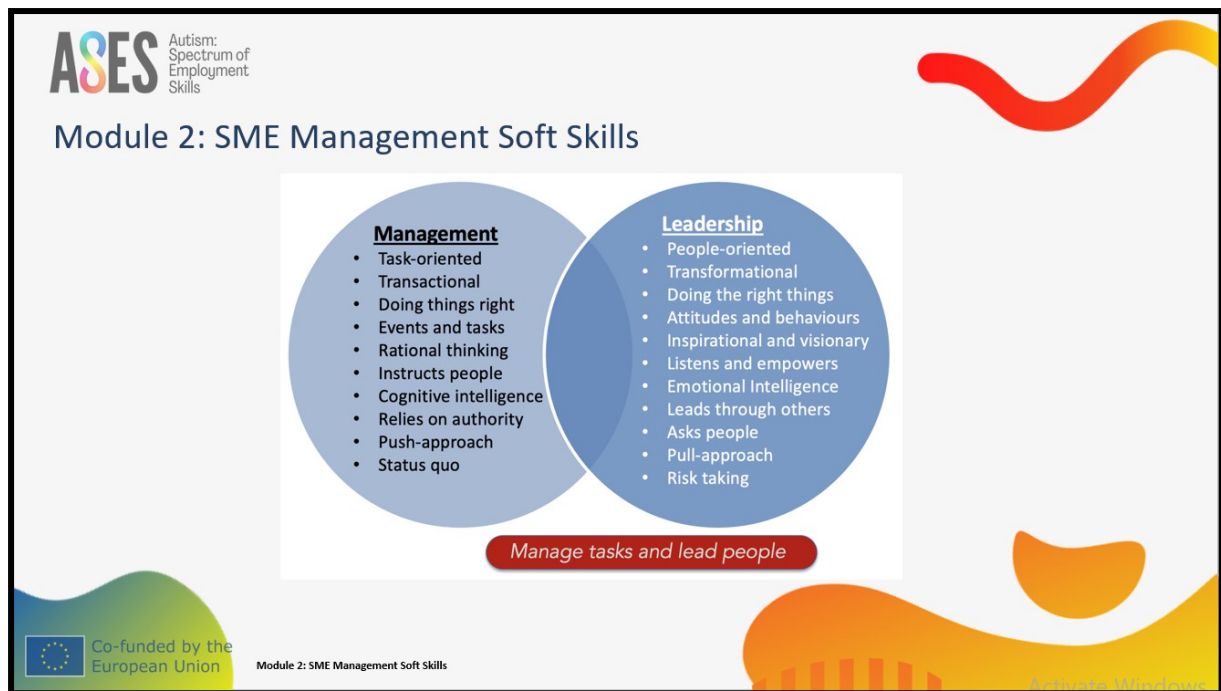 ASES
Autism:
Spectrum of
Employment
Skills
Module 2: SME Management Soft Skills
Management
• Task-oriented
• Transactional
• Doing things right
• Events and tasks
• Rational thinking
• Instructs people
• Cognitive intelligence
• Relies on authority
• Push-approach
• Status quo
Leadership
• People-oriented
• Transformational
• Doing the right things
• Attitudes and behaviours
• Inspirational and visionary
• Listens and empowers
• Emotional Intelligence
• Leads through others
• Asks people
• Pull-approach
• Risk taking
Manage tasks and lead people
Co-funded by the
European Union
Module 2: SME Management Soft Skills
Activate Windows